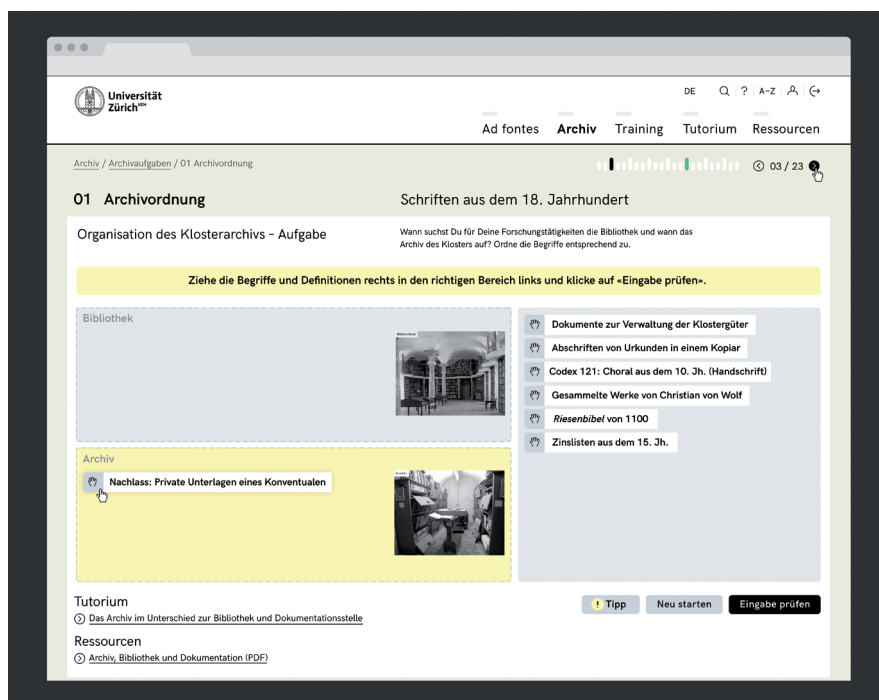 Universität
Zürich UZH
DE ? A-Z
Ad fontes Archiv Training Tutorium Ressourcen
Archiv / Archivaufgaben / 01 Archivordnung
03 / 23
01 Archivordnung
Schriften aus dem 18. Jahrhundert
Organisation des Klosterarchivs – Aufgabe
Wann suchst Du für Deine Forschungstätigkeiten die Bibliothek und wann das
Archiv des Klosters auf? Ordne die Begriffe entsprechend zu.
Ziehe die Begriffe und Definitionen rechts in den richtigen Bereich links und klicke auf «Eingabe prüfen».
Bibliothek
Bibliothek
Dokumente zur Verwaltung der Klostergüter
Abschriften von Urkunden in einem Kopiar
Codex 121: Choral aus dem 10. Jh. (Handschrift)
Gesammelte Werke von Christian von Wolf
Riesenbibel von 1100
Zinslisten aus dem 15. Jh.
Archiv
Nachlass: Private Unterlagen eines Konventualen
Archiv
Tutorium
Das Archiv im Unterschied zur Bibliothek und Dokumentationsstelle
Ressourcen
Archiv, Bibliothek und Dokumentation (PDF)
! Tipp
Neu starten
Eingabe prüfen